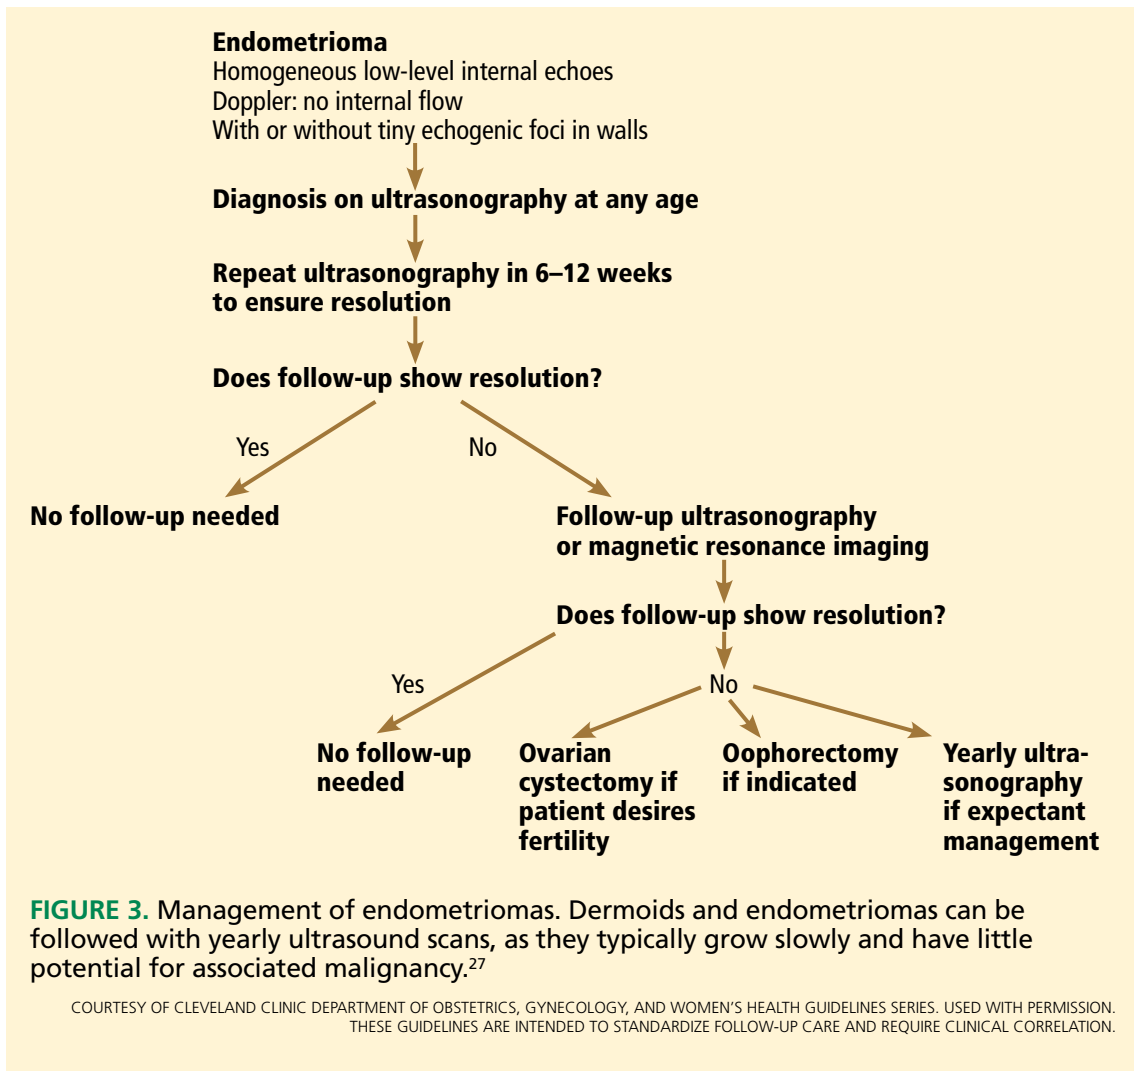 Endometrioma
Homogeneous low-level internal echoes
Doppler: no internal flow
With or without tiny echogenic foci in walls
Diagnosis on ultrasonography at any age
Repeat ultrasonography in 6–12 weeks
to ensure resolution
Does follow-up show resolution?
Yes
No
No follow-up needed
Follow-up ultrasonography
or magnetic resonance imaging
Does follow-up show resolution?
Yes
No
No follow-up
needed
Ovarian
cystectomy if
patient desires
fertility
Oophorectomy
if indicated
Yearly ultra-
sonography
if expectant
management
FIGURE 3. Management of endometriomas. Dermoids and endometriomas can be
followed with yearly ultrasound scans, as they typically grow slowly and have little
potential for associated malignancy.²⁷
COURTESY OF CLEVELAND CLINIC DEPARTMENT OF OBSTETRICS, GYNECOLOGY, AND WOMEN’S HEALTH GUIDELINES SERIES. USED WITH PERMISSION.
THESE GUIDELINES ARE INTENDED TO STANDARDIZE FOLLOW-UP CARE AND REQUIRE CLINICAL CORRELATION.